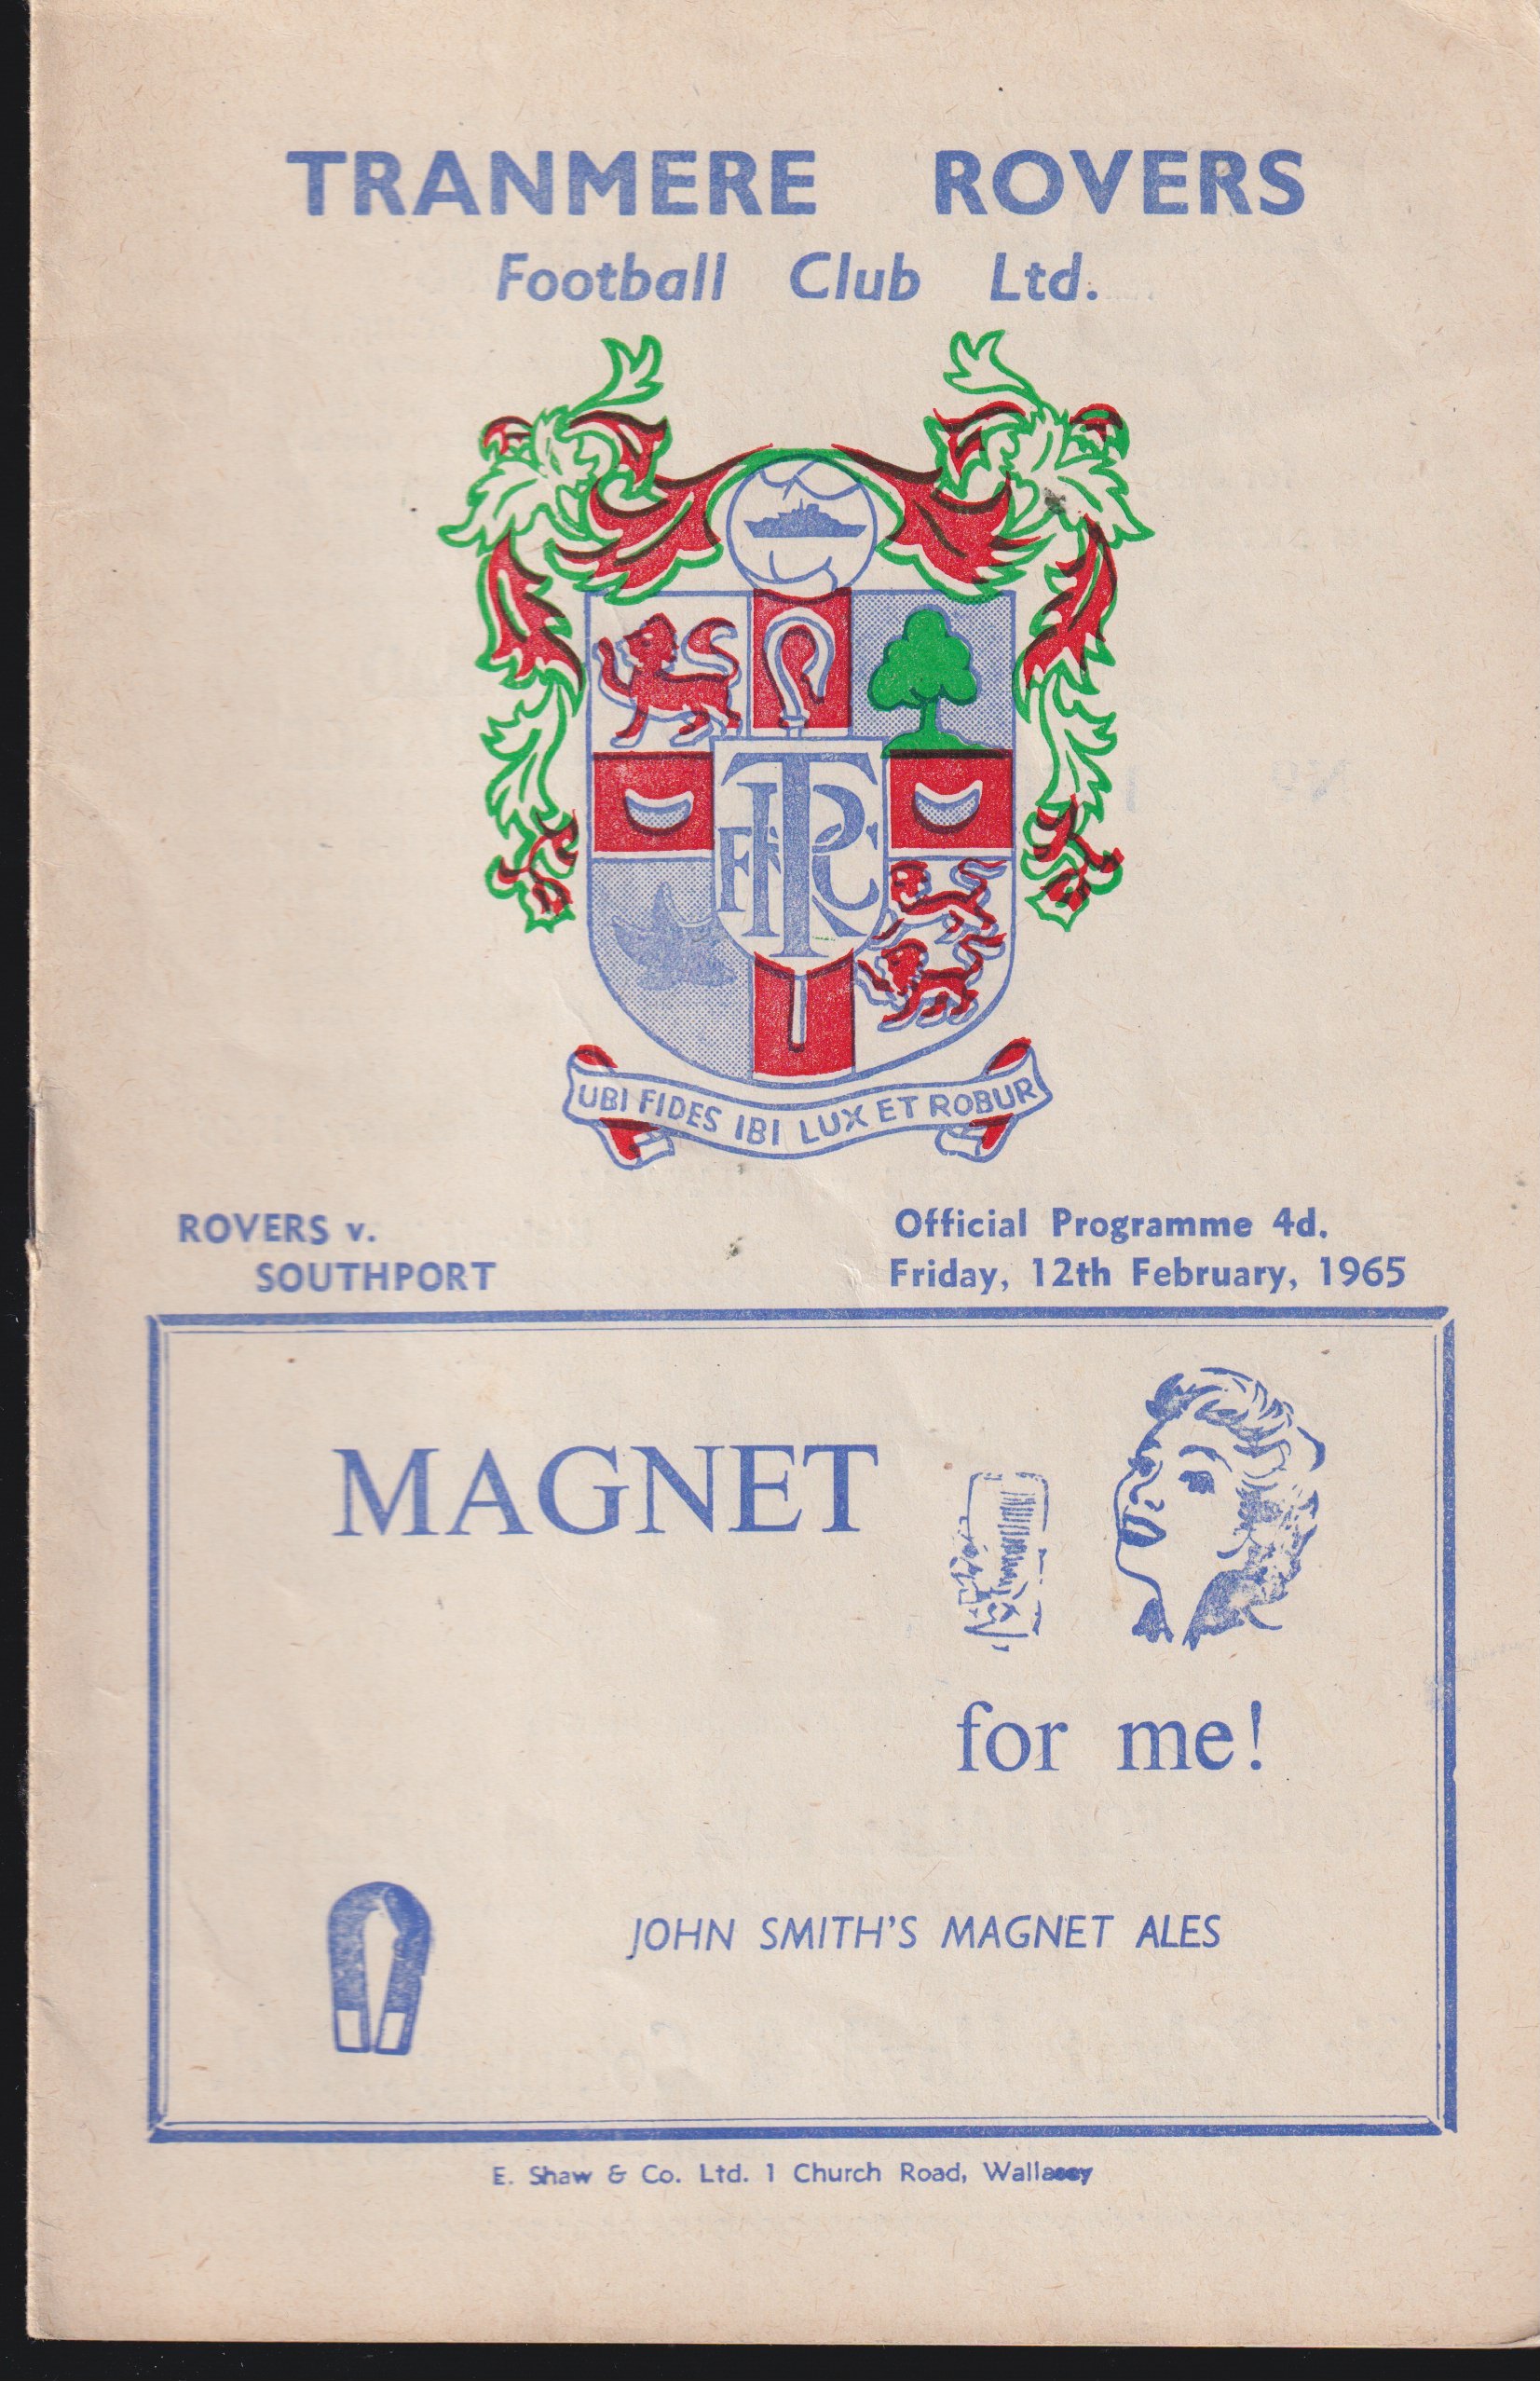 TRANMERE ROVERS
Football Club Ltd.
TRFC
UBI FIDES IBI LUX ET ROBUR
ROVERS v.
SOUTHPORT
Official Programme 4d.
Friday, 12th February, 1965
MAGNET
for me!
JOHN SMITH'S MAGNET ALES
E. Shaw & Co. Ltd. 1 Church Road, Wallasey